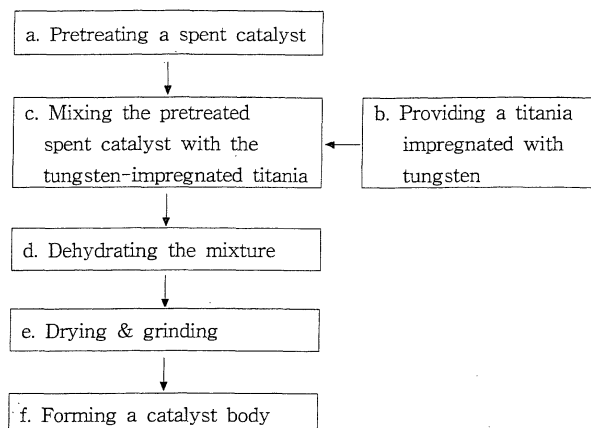 a. Pretreating a spent catalyst
c. Mixing the pretreated
spent catalyst with the
tungsten-impregnated titania
b. Providing a titania
impregnated with
tungsten
d. Dehydrating the mixture
e. Drying & grinding
f. Forming a catalyst body